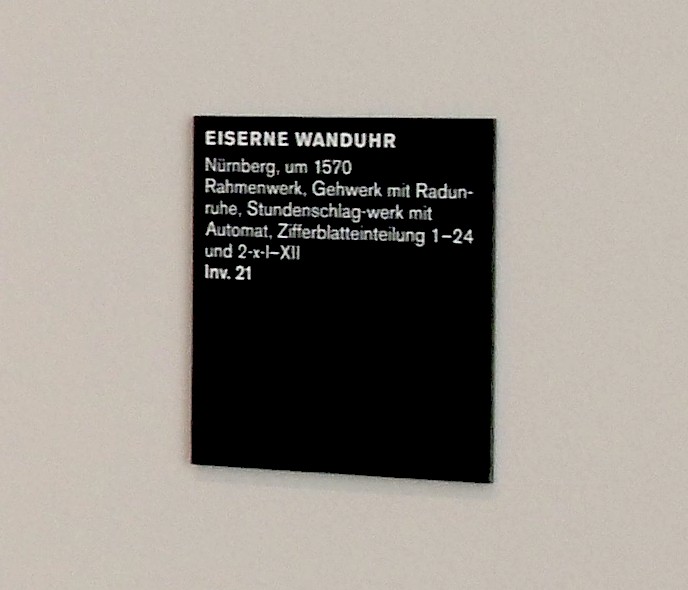 EISERNE WANDUHR
Nürnberg, um 1570
Rahmenwerk, Gehwerk mit Radun-
ruhe, Stundenschlag-werk mit
Automat, Zifferblatteinteilung 1–24
und 2-x-I–XII
Inv. 21